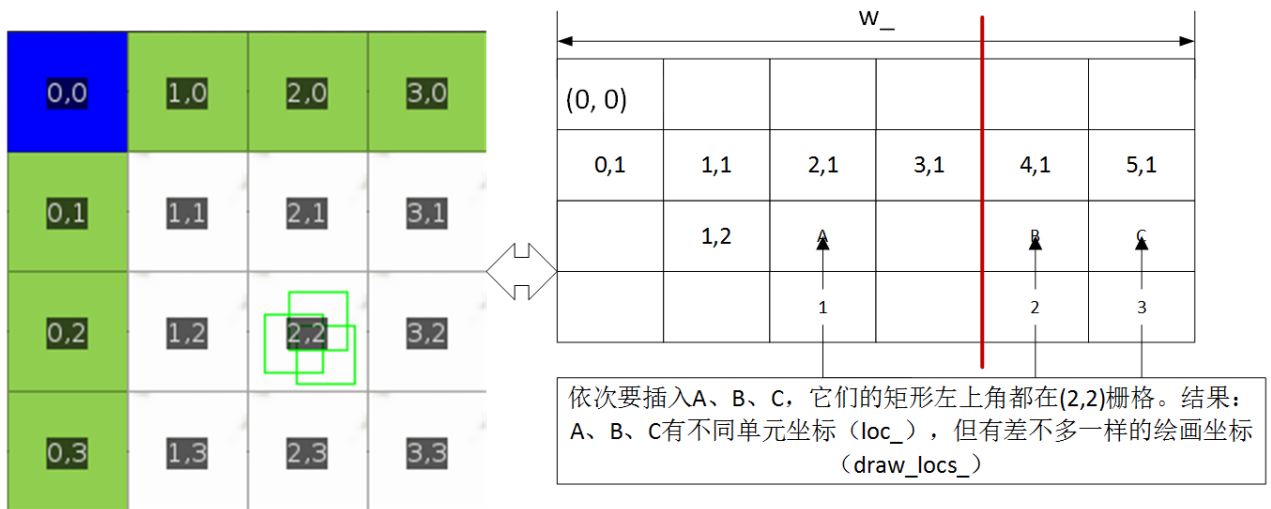 0,0 1,0 2,0 3,0
0,1 1,1 2,1 3,1
0,2 1,2 2,2 3,2
0,3 1,3 2,3 3,3
w_
(0, 0)
0,1 1,1 2,1 3,1 4,1 5,1
1,2 A B C
1 2 3
依次要插入A、B、C，它们的矩形左上角都在(2,2)栅格。结果：
A、B、C有不同单元坐标（loc_），但有差不多一样的绘画坐标
（draw_locs_）